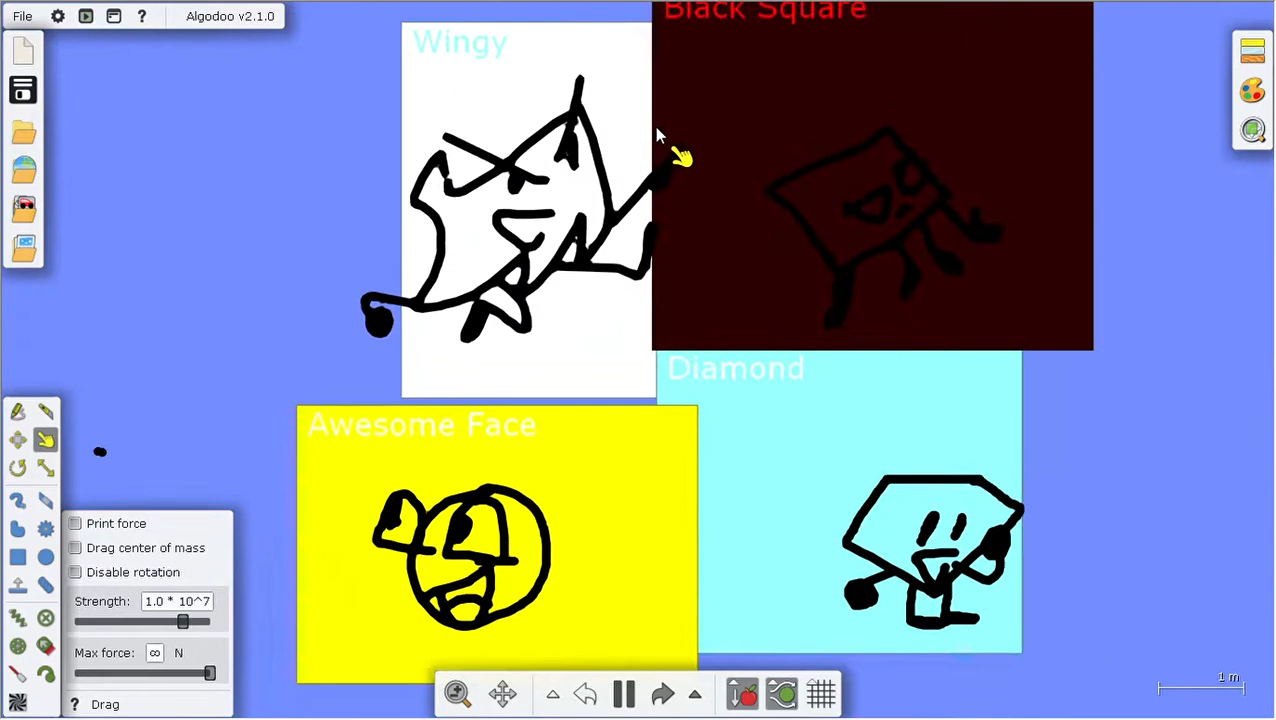 File ? Algodoo v2.1.0
Black Square
Wingy
Diamond
Awesome Face
Print force
Drag center of mass
Disable rotation
Strength: 1.0 * 10^7
Max force: ∞ N
? Drag
1 m